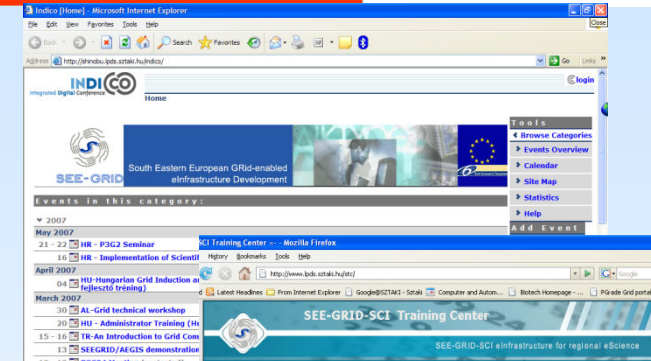 Indico [Home] - Microsoft Internet Explorer
File Edit View Favorites Tools Help
Close
Back Search Favorites
Address http://shinobu.lpds.sztaki.hu/indico/ Go Links »
INDICO
Integrated Digital Conference
login
Home
Tools
Browse Categories
Events Overview
Calendar
Site Map
Statistics
Help
Add Event
SEE-GRID
South Eastern European GRid-enabled
eInfrastructure Development
Events in this category:
2007
May 2007
21 - 22 HR - P3G2 Seminar
16 HR - Implementation of Scientif
April 2007
04 HU-Hungarian Grid Induction a
fejlesztő tréning)
March 2007
30 AL-Grid technical workshop
20 HU - Administrator Training (H
15 - 16 TR-An Introduction to Grid Com
13 SEEGRID/AEGIS demonstration
SCI Training Center =- - Mozilla Firefox
History Bookmarks Tools Help
http://www.lpds.sztaki.hu/stc/
Google
Latest Headlines From Internet Explorer Google@SZTAKI - Sztaki Computer and Autom... Biotech Homepage - ... PGrade Grid portal
SEE-GRID-SCI Training Center
SEE-GRID-SCI eInfrastructure for regional eScience